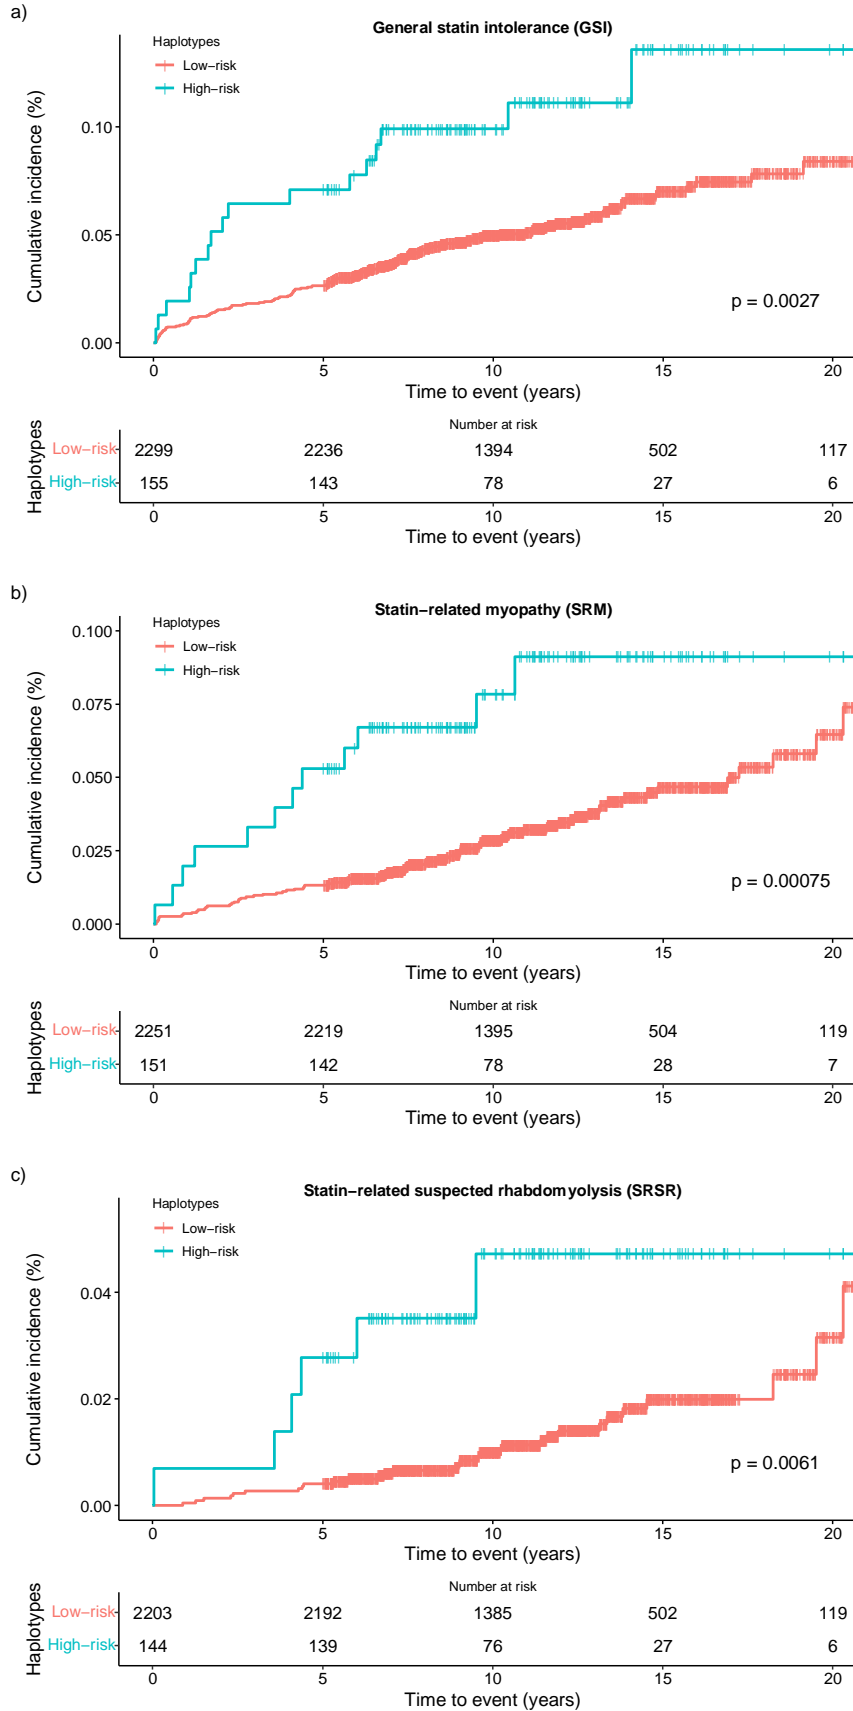 a)
General statin intolerance (GSI)
Haplotypes
Low−risk
High−risk
Cumulative incidence (%)
0.10
0.05
0.00
p = 0.0027
0 5 10 15 20
Time to event (years)
Number at risk
Haplotypes
Low−risk 2299 2236 1394 502 117
High−risk 155 143 78 27 6
0 5 10 15 20
Time to event (years)
b)
Statin−related myopathy (SRM)
Haplotypes
Low−risk
High−risk
Cumulative incidence (%)
0.100
0.075
0.050
0.025
0.000
p = 0.00075
0 5 10 15 20
Time to event (years)
Number at risk
Haplotypes
Low−risk 2251 2219 1395 504 119
High−risk 151 142 78 28 7
0 5 10 15 20
Time to event (years)
c)
Statin−related suspected rhabdomyolysis (SRSR)
Haplotypes
Low−risk
High−risk
Cumulative incidence (%)
0.04
0.02
0.00
p = 0.0061
0 5 10 15 20
Time to event (years)
Number at risk
Haplotypes
Low−risk 2203 2192 1385 502 119
High−risk 144 139 76 27 6
0 5 10 15 20
Time to event (years)